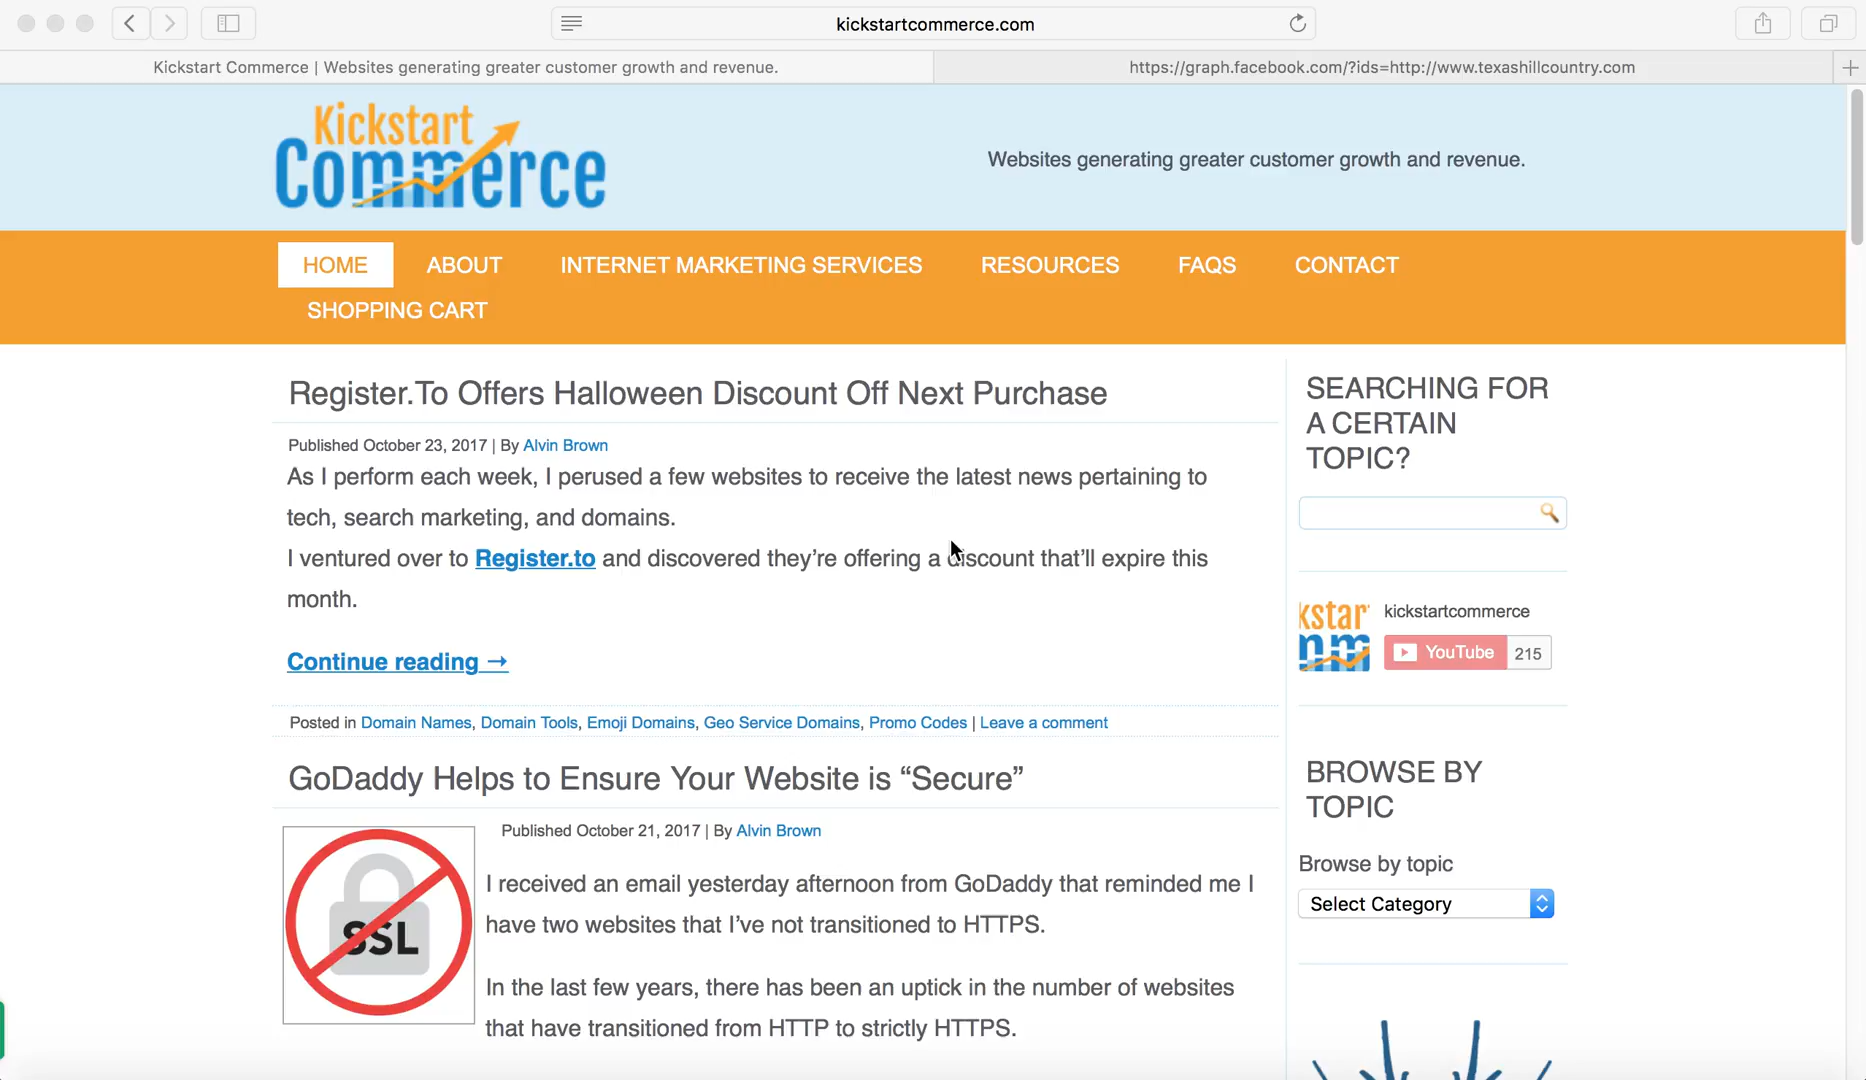 kickstartcommerce.com
Kickstart Commerce | Websites generating greater customer growth and revenue.
https://graph.facebook.com/?ids=http://www.texashillcountry.com
Kickstart
Commerce
Websites generating greater customer growth and revenue.
HOME ABOUT INTERNET MARKETING SERVICES RESOURCES FAQS CONTACT
SHOPPING CART
Register.To Offers Halloween Discount Off Next Purchase
Published October 23, 2017 | By Alvin Brown
As I perform each week, I perused a few websites to receive the latest news pertaining to
tech, search marketing, and domains.
I ventured over to Register.to and discovered they’re offering a discount that’ll expire this
month.
Continue reading →
Posted in Domain Names, Domain Tools, Emoji Domains, Geo Service Domains, Promo Codes | Leave a comment
GoDaddy Helps to Ensure Your Website is “Secure”
SSL
Published October 21, 2017 | By Alvin Brown
I received an email yesterday afternoon from GoDaddy that reminded me I
have two websites that I’ve not transitioned to HTTPS.
In the last few years, there has been an uptick in the number of websites
that have transitioned from HTTP to strictly HTTPS.
SEARCHING FOR
A CERTAIN
TOPIC?
kickstartcommerce
YouTube 215
BROWSE BY
TOPIC
Browse by topic
Select Category